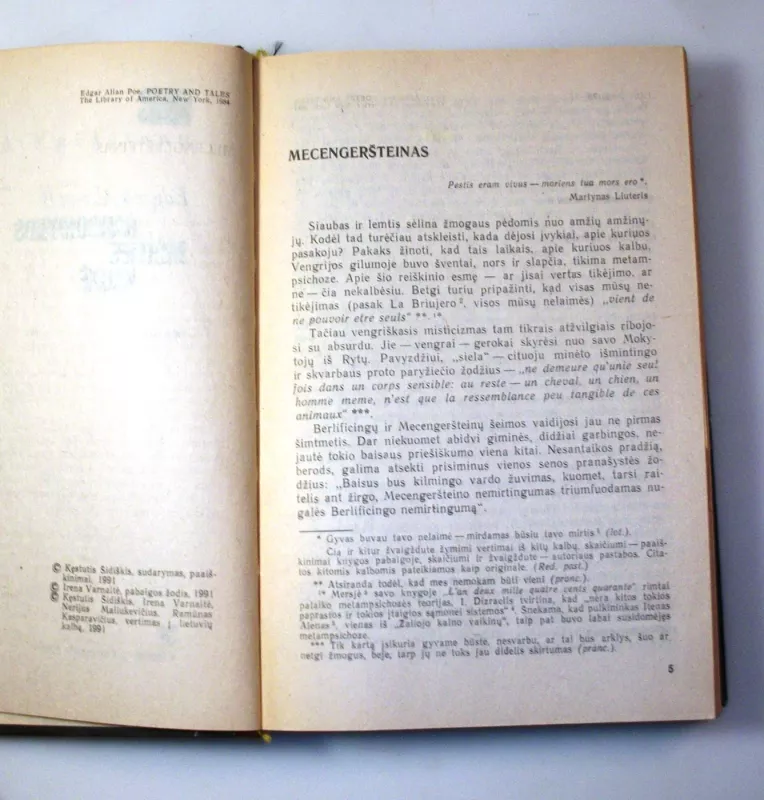 Edgar Allan Poe, POETRY AND TALES
The Library of America, New York, 1984
© Kęstutis Šidiškis, sudarymas, paaiš-
kinimai, 1991
© Irena Varnaitė, pabaigos žodis, 1991
© Kęstutis Šidiškis, Irena Varnaitė,
Nerijus Maliukevičius, Ramūnas
Kasparavičius, vertimas į lietuvių
kalbą, 1991
MECENGERŠTEINAS
Pestis eram vivus — moriens tua mors ero*.
Martynas Liuteris
Siaubas ir lemtis sėlina žmogaus pėdomis nuo amžių amžinų-
jų. Kodėl tad turėčiau atskleisti, kada dėjosi įvykiai, apie kuriuos
pasakoju? Pakaks žinoti, kad tais laikais, apie kuriuos kalbu,
Vengrijos gilumoje buvo šventai, nors ir slapčia, tikima metam-
psichoze. Apie šio reiškinio esmę — ar jisai vertas tikėjimo, ar
ne — čia nekalbėsiu. Betgi turiu pripažinti, kad visas mūsų ne-
tikėjimas (pasak La Briujero², visos mūsų nelaimės) „vient de
ne pouvoir etre seuls" **. ¹*.
Tačiau vengriškasis misticizmas tam tikrais atžvilgiais ribojo-
si su absurdu. Jie — vengrai — gerokai skyrėsi nuo savo Moky-
tojų iš Rytų. Pavyzdžiui, „siela" — cituoju minėto išmintingo
ir skvarbaus proto paryžiečio žodžius — „ne demeure qu'unie seul
fois dans un corps sensible: au reste — un cheval, un chien, un
homme meme, n'est que la ressemblance peu tangible de ces
animaux" ***.
Berlificingų ir Mecengeršteinų šeimos vaidijosi jau ne pirmas
šimtmetis. Dar niekuomet abidvi giminės, didžiai garbingos, ne-
jautė tokio baisaus priešiškumo viena kitai. Nesantaikos pradžią,
berods, galima atsekti prisiminus vienos senos pranašystės žo-
džius: „Baisus bus kilmingo vardo žuvimas, kuomet, tarsi rai-
telis ant žirgo, Mecengeršteino nemirtingumas triumfuodamas nu-
galės Berlificingo nemirtingumą".
* Gyvas buvau tavo nelaimė — mirdamas būsiu tavo mirtis (lot.).
Čia ir kitur žvaigždute žymimi vertimai iš kitų kalbų, skaičiumi — paaiš-
kinimai knygos pabaigoje, skaičiumi ir žvaigždute — autoriaus pastabos. Cita-
tos kitomis kalbomis pateikiamos kaip originale. (Red. past.)
** Atsiranda todėl, kad mes nemokam būti vieni (pranc.).
¹* Mersjė³ savo knygoje „L'an deux mille quatre cents quarante" rimtai
palaiko metampsichozės teorijas, I. Dizraelis tvirtina, kad „nėra kitos tokios
paprastos ir tokios įtaigios sąmonei sistemos"⁴. Šnekama, kad pulkininkas Itenas
Alenas⁵, vienas iš „Žaliojo kalno vaikinų", taip pat buvo labai susidomėjęs
metampsichoze.
*** Tik kartą įsikuria gyvame būste, nesvarbu, ar tai bus arklys, šuo ar
netgi žmogus, beje, tarp jų ne toks jau didelis skirtumas (pranc.).
5